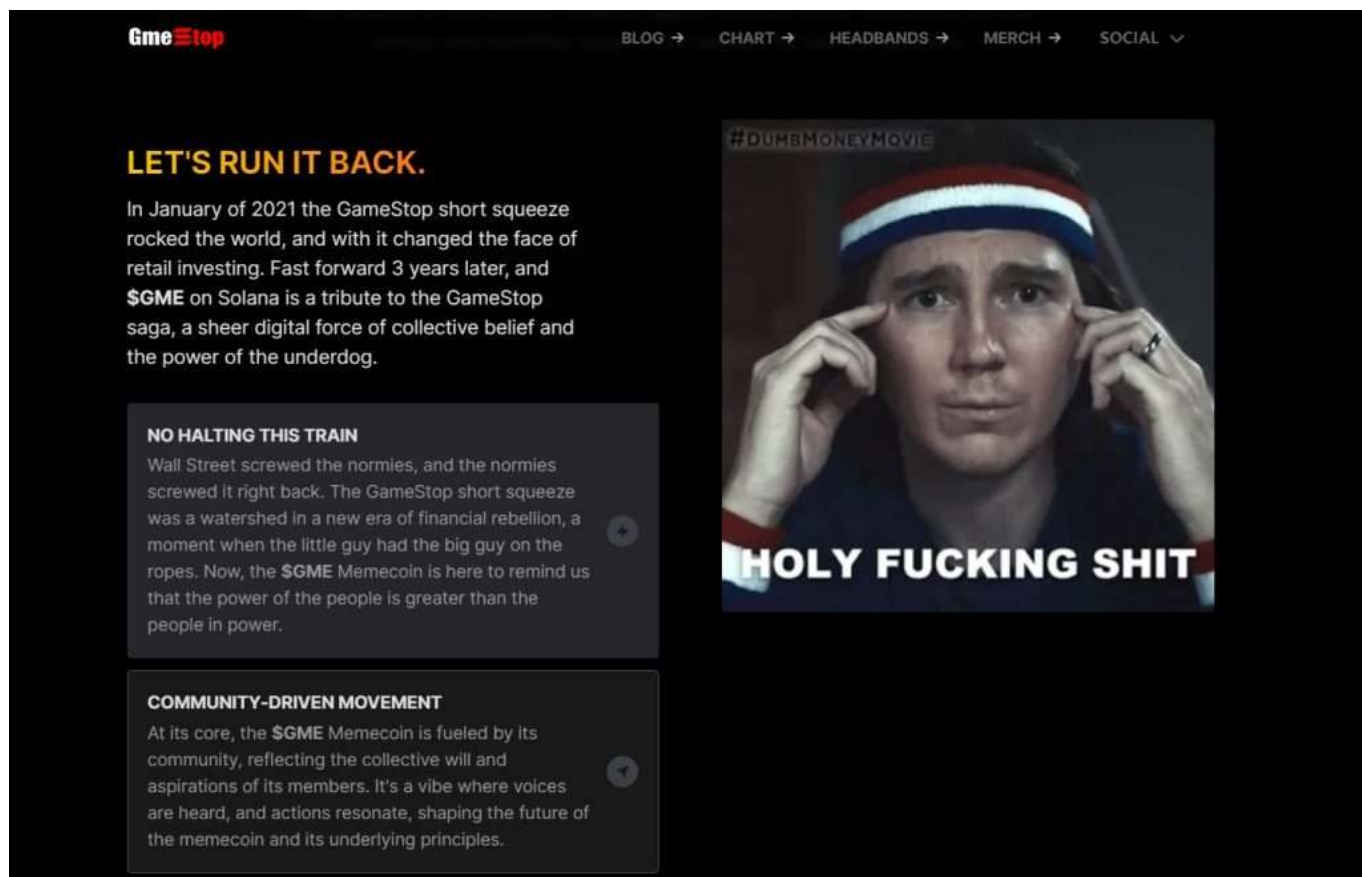 Gme☰top
BLOG →
CHART →
HEADBANDS →
MERCH →
SOCIAL
LET'S RUN IT BACK.
In January of 2021 the GameStop short squeeze
rocked the world, and with it changed the face of
retail investing. Fast forward 3 years later, and
$GME on Solana is a tribute to the GameStop
saga, a sheer digital force of collective belief and
the power of the underdog.
NO HALTING THIS TRAIN
Wall Street screwed the normies, and the normies
screwed it right back. The GameStop short squeeze
was a watershed in a new era of financial rebellion, a
moment when the little guy had the big guy on the
ropes. Now, the $GME Memecoin is here to remind us
that the power of the people is greater than the
people in power.
COMMUNITY-DRIVEN MOVEMENT
At its core, the $GME Memecoin is fueled by its
community, reflecting the collective will and
aspirations of its members. It's a vibe where voices
are heard, and actions resonate, shaping the future of
the memecoin and its underlying principles.
#DUMBMONEYMOVIE
HOLY FUCKING SHIT